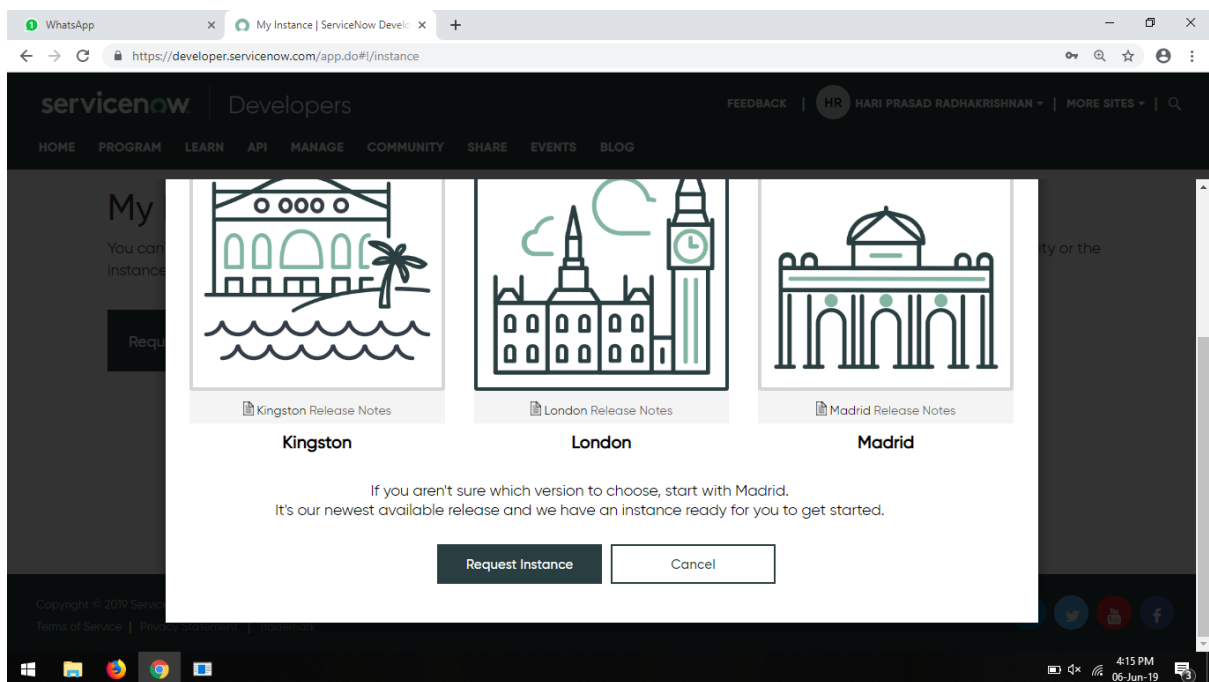 WhatsApp
My Instance | ServiceNow Develo
https://developer.servicenow.com/app.do#!/instance
servicenow Developers
FEEDBACK | HR HARI PRASAD RADHAKRISHNAN | MORE SITES |
HOME PROGRAM LEARN API MANAGE COMMUNITY SHARE EVENTS BLOG
My
You can ity or the
instance
Requ
Kingston Release Notes London Release Notes Madrid Release Notes
Kingston London Madrid
If you aren't sure which version to choose, start with Madrid.
It's our newest available release and we have an instance ready for you to get started.
Request Instance Cancel
Copyright © 2019 Service
Terms of Service | Privacy Statement | Trademark
4:15 PM
06-Jun-19
3